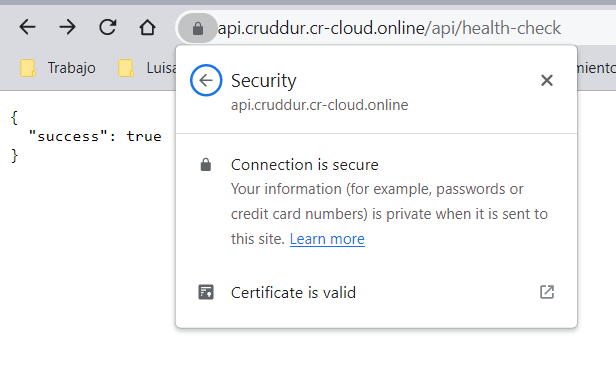 api.cruddur.cr-cloud.online/api/health-check
Trabajo
Luisa
Security
api.cruddur.cr-cloud.online
{
"success": true
}
Connection is secure
Your information (for example, passwords or
credit card numbers) is private when it is sent to
this site. Learn more
Certificate is valid